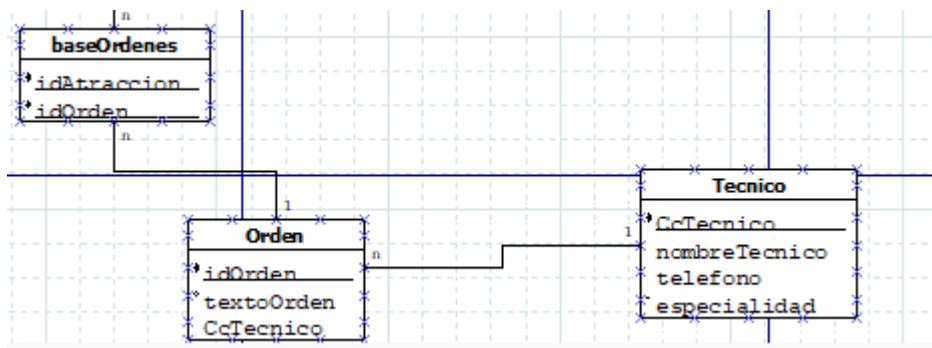 n
baseOrdenes
idAtraccion
idOrden
n
1
Orden
idOrden
textoOrden
CcTecnico
n
1
Tecnico
CcTecnico
nombreTecnico
telefono
especialidad